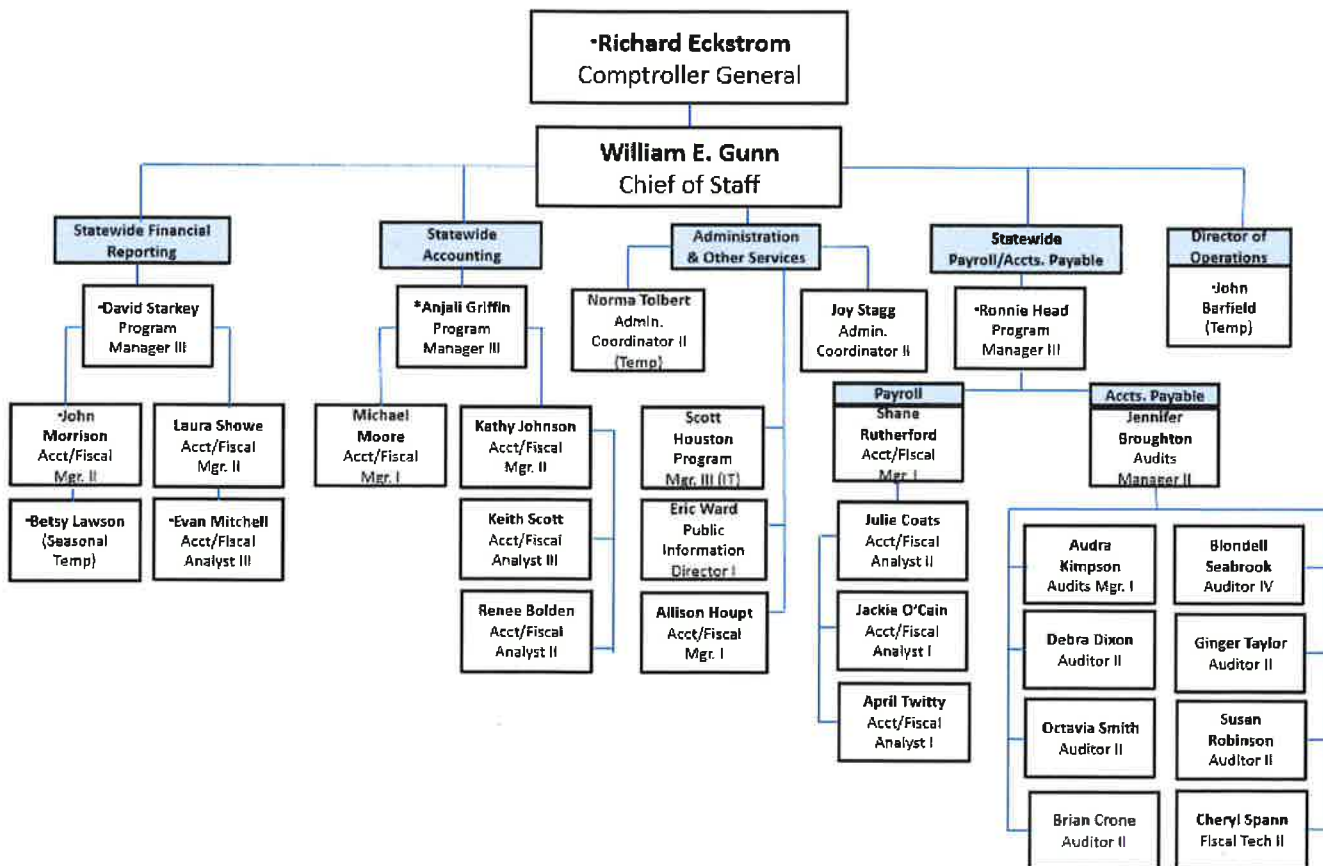 •Richard Eckstrom
Comptroller General
William E. Gunn
Chief of Staff
Statewide Financial
Reporting
•David Starkey
Program
Manager III
•John
Morrison
Acct/Fiscal
Mgr. II
•Betsy Lawson
(Seasonal
Temp)
Laura Showe
Acct/Fiscal
Mgr. II
•Evan Mitchell
Acct/Fiscal
Analyst III
Statewide
Accounting
*Anjali Griffin
Program
Manager III
Michael
Moore
Acct/Fiscal
Mgr. I
Kathy Johnson
Acct/Fiscal
Mgr. II
Keith Scott
Acct/Fiscal
Analyst III
Renee Bolden
Acct/Fiscal
Analyst II
Administration
& Other Services
Norma Tolbert
Admin.
Coordinator II
(Temp)
Joy Stagg
Admin.
Coordinator II
Scott
Houston Program
Mgr. III (IT)
Eric Ward
Public
Information
Director I
Allison Houpt
Acct/Fiscal
Mgr. I
Statewide
Payroll/Accts. Payable
•Ronnie Head
Program
Manager III
Payroll
Shane
Rutherford
Acct/Fiscal
Mgr. I
Julie Coats
Acct/Fiscal
Analyst II
Jackie O'Cain
Acct/Fiscal
Analyst I
April Twitty
Acct/Fiscal
Analyst I
Accts. Payable
Jennifer
Broughton
Audits
Manager II
Audra
Kimpson
Audits Mgr. I
Blondell
Seabrook
Auditor IV
Debra Dixon
Auditor II
Ginger Taylor
Auditor II
Octavia Smith
Auditor II
Susan
Robinson
Auditor II
Brian Crone
Auditor II
Cheryl Spann
Fiscal Tech II
Director of
Operations
•John
Barfield
(Temp)